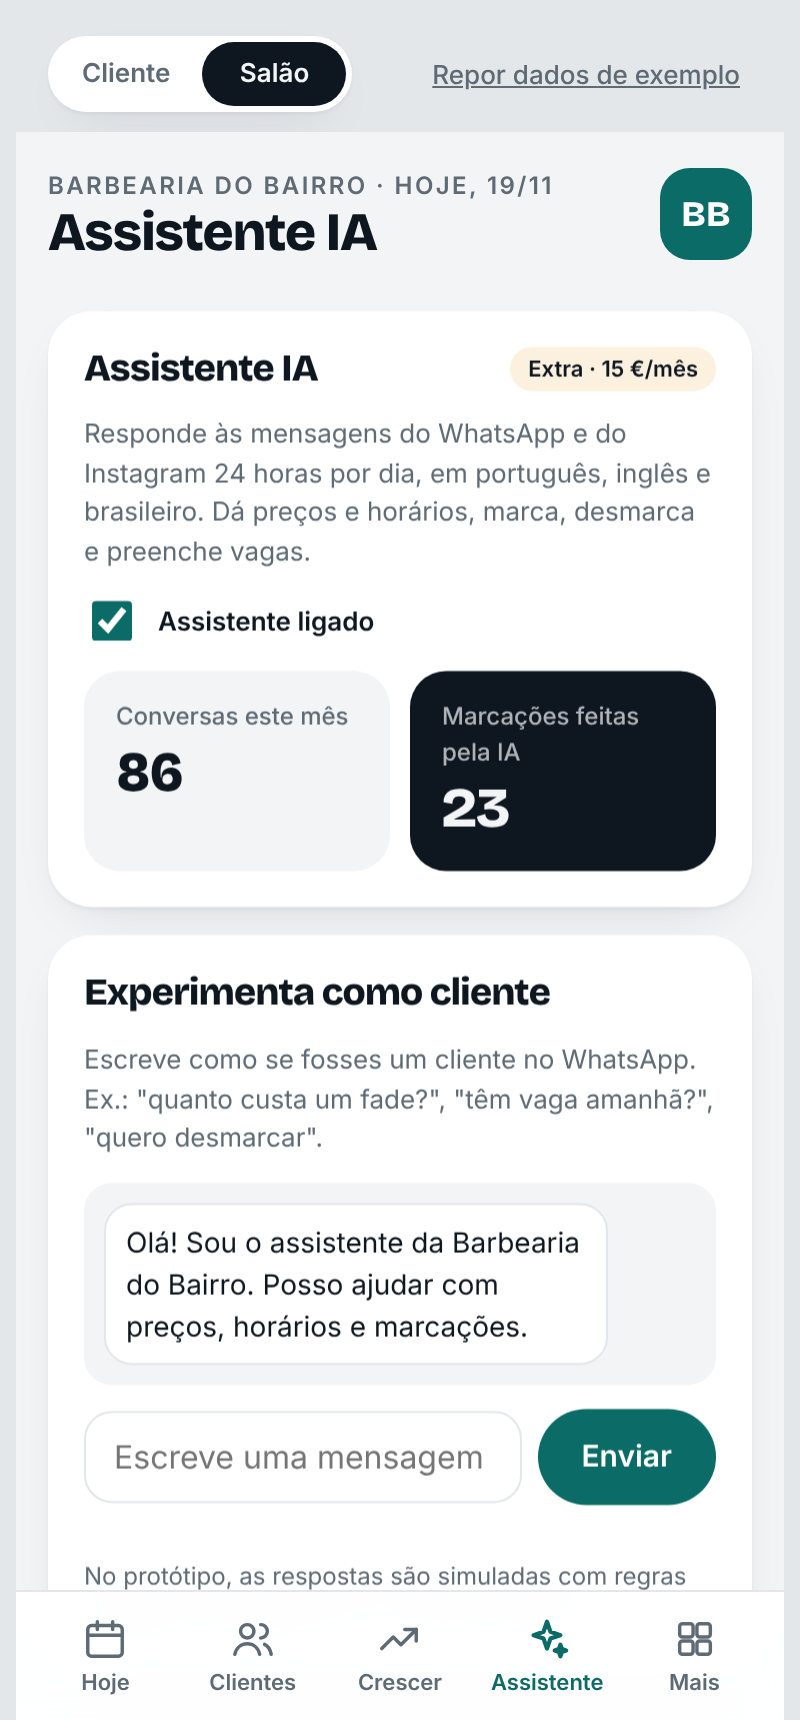 Cliente
Salão
Repor dados de exemplo
BARBEARIA DO BAIRRO · HOJE, 19/11
Assistente IA
BB
Assistente IA
Extra · 15 €/mês
Responde às mensagens do WhatsApp e do
Instagram 24 horas por dia, em português, inglês e
brasileiro. Dá preços e horários, marca, desmarca
e preenche vagas.
Assistente ligado
Conversas este mês
86
Marcações feitas
pela IA
23
Experimenta como cliente
Escreve como se fosses um cliente no WhatsApp.
Ex.: "quanto custa um fade?", "têm vaga amanhã?",
"quero desmarcar".
Olá! Sou o assistente da Barbearia
do Bairro. Posso ajudar com
preços, horários e marcações.
Escreve uma mensagem
Enviar
No protótipo, as respostas são simuladas com regras
Hoje
Clientes
Crescer
Assistente
Mais